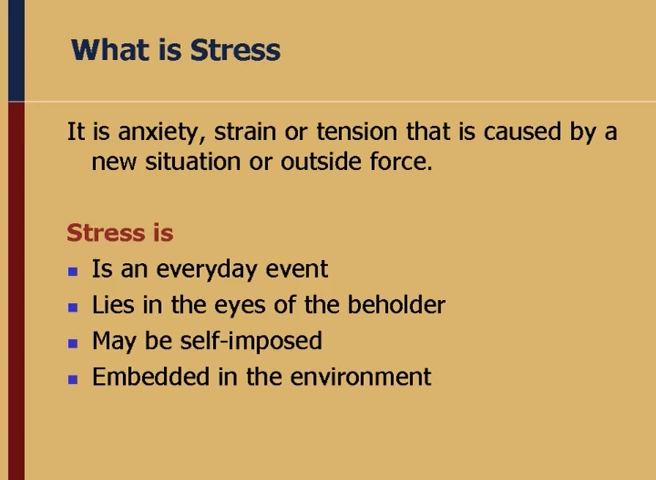 What is Stress
It is anxiety, strain or tension that is caused by a
new situation or outside force.
Stress is
Is an everyday event
Lies in the eyes of the beholder
May be self-imposed
Embedded in the environment